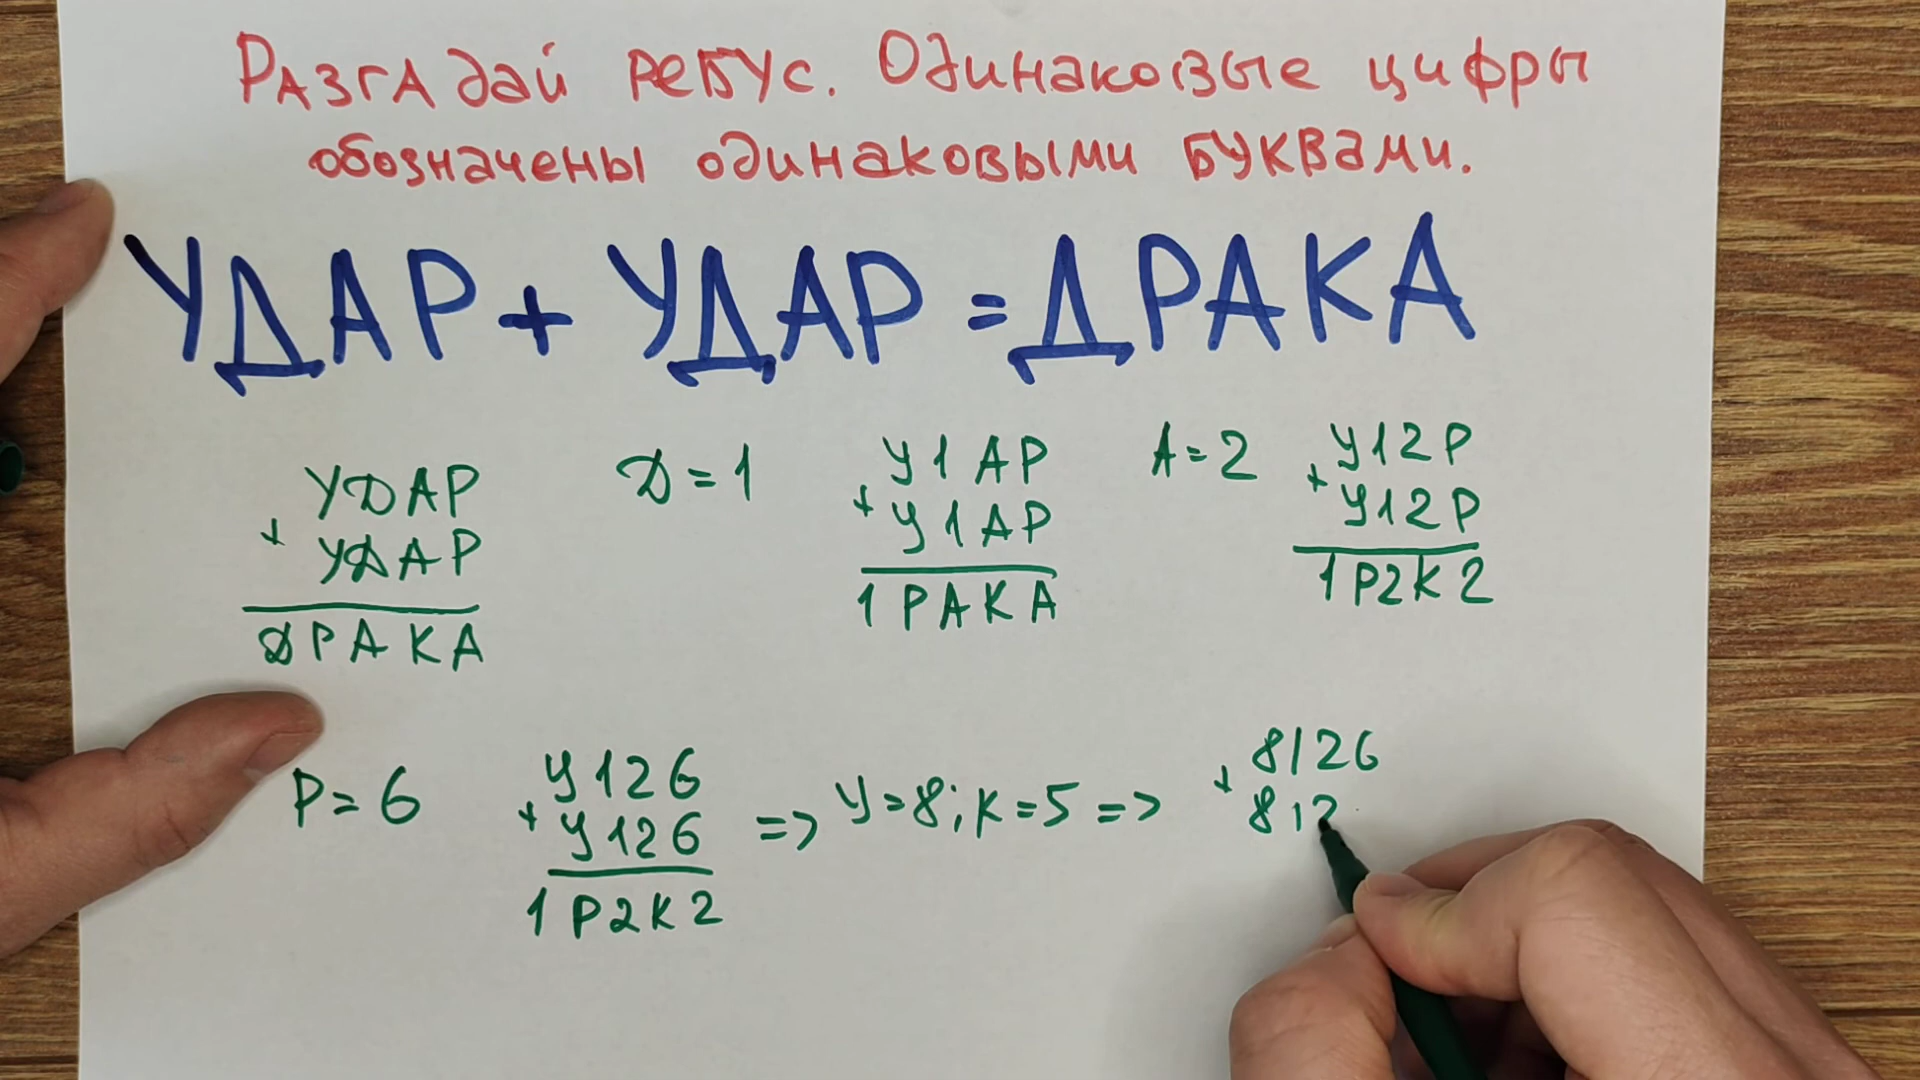 Разгадай ребус. Одинаковые цифры
обозначены одинаковыми буквами.
УДАР + УДАР = ДРАКА
УДАР
+ УДАР
ДРАКА
Д = 1
У1АР
+ У1АР
1РАКА
А = 2
У12Р
+ У12Р
1Р2К2
Р = 6
У126
+ У126
1Р2К2
=> У=8; К=5 =>
8126
+ 812